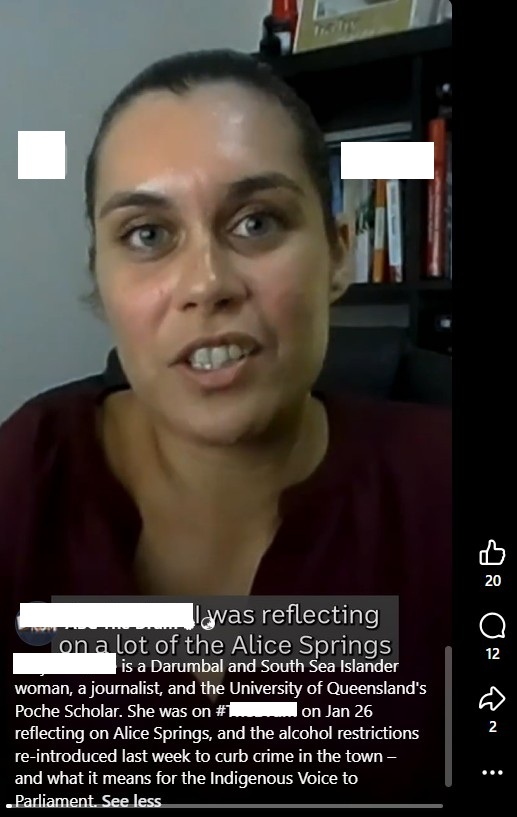 I was reflecting
on a lot of the Alice Springs
is a Darumbal and South Sea Islander
woman, a journalist, and the University of Queensland's
Poche Scholar. She was on # on Jan 26
reflecting on Alice Springs, and the alcohol restrictions
re-introduced last week to curb crime in the town –
and what it means for the Indigenous Voice to
Parliament. See less
20
12
2